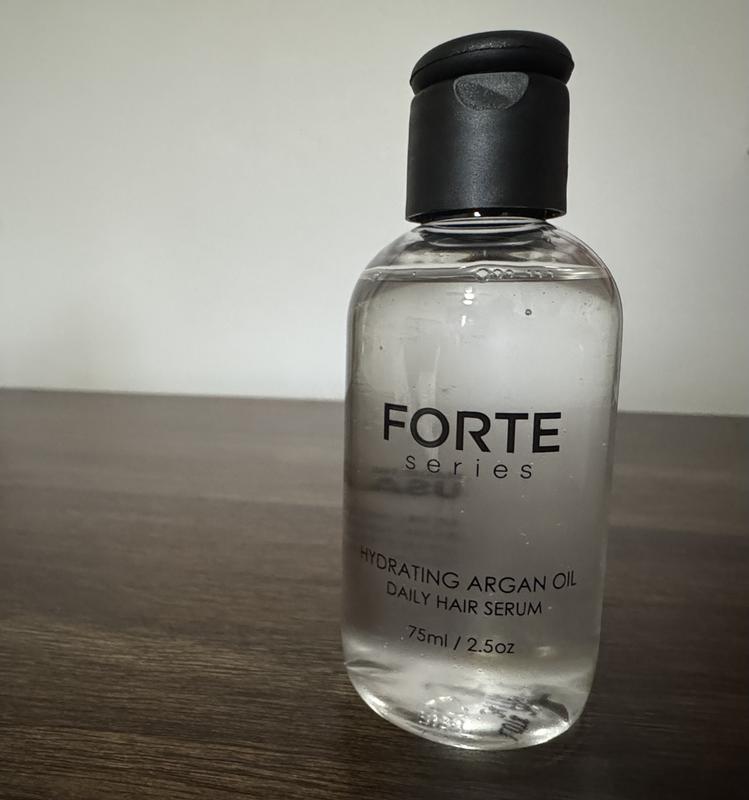 FORTE
series
HYDRATING ARGAN OIL
DAILY HAIR SERUM
75ml / 2.5oz